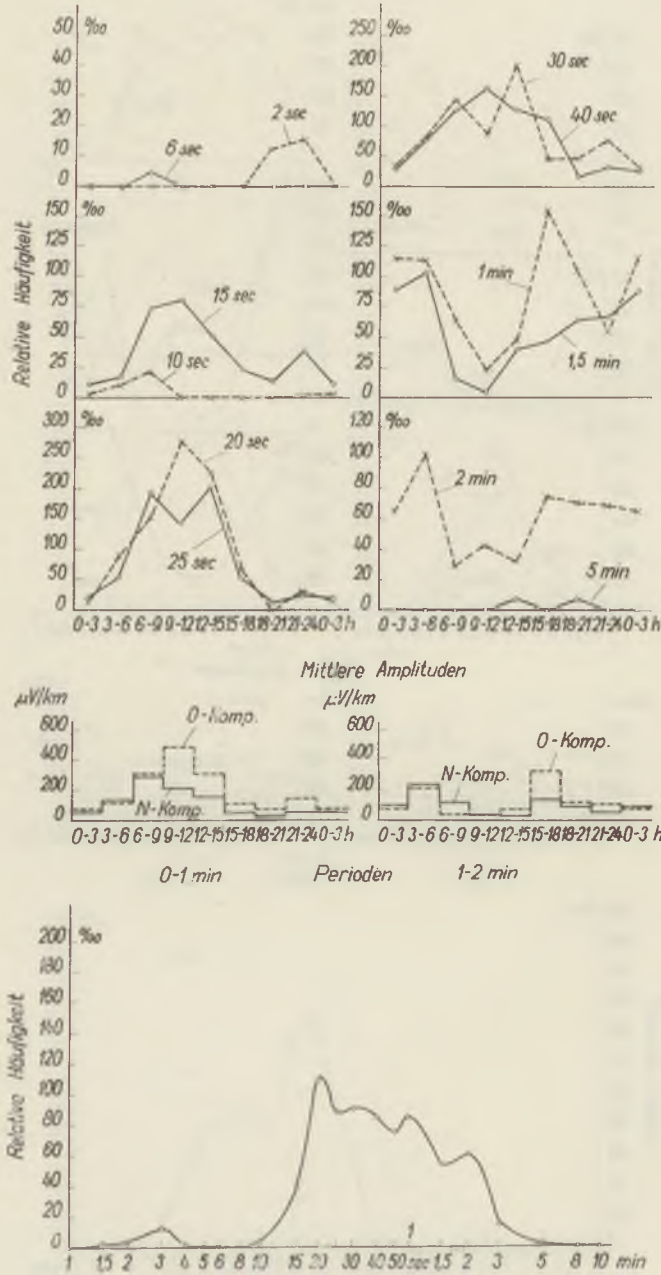 50 ‰
40
30
20
10
0
6 sec
2 sec
250 ‰
200
150
100
50
0
30 sec
40 sec
Relative Häufigkeit
150 ‰
125
100
75
50
25
0
15 sec
10 sec
150 ‰
125
100
75
50
25
0
1 min
1,5 min
‰
300
250
200
150
100
50
0
20 sec
25 sec
120 ‰
100
80
60
40
20
0
2 min
5 min
0-3 3-6 6-9 9-12 12-15 15-18 18-21 21-24 0-3 h
0-3 3-6 6-9 9-12 12-15 15-18 18-21 21-24 0-3 h
Mittlere Amplituden
µV/km
600
400
200
0
O-Komp.
N-Komp.
µV/km
600
400
200
0
O-Komp.
N-Komp.
0-3 3-6 6-9 9-12 12-15 15-18 18-21 21-24 0-3 h
0-3 3-6 6-9 9-12 12-15 15-18 18-21 21-24 0-3 h
0-1 min Perioden 1-2 min
Relative Häufigkeit
200 ‰
180
160
140
120
100
80
60
40
20
0
1
1 1,5 2 3 4 5 6 8 10 15 20 30 40 50 sec 1,5 2 3 5 8 10 min